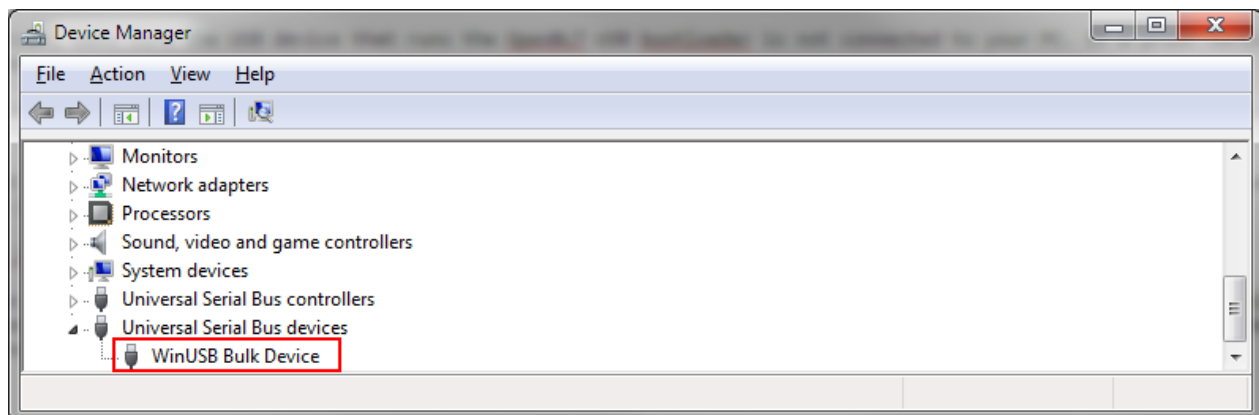 Device Manager
File Action View Help
Monitors
Network adapters
Processors
Sound, video and game controllers
System devices
Universal Serial Bus controllers
Universal Serial Bus devices
WinUSB Bulk Device